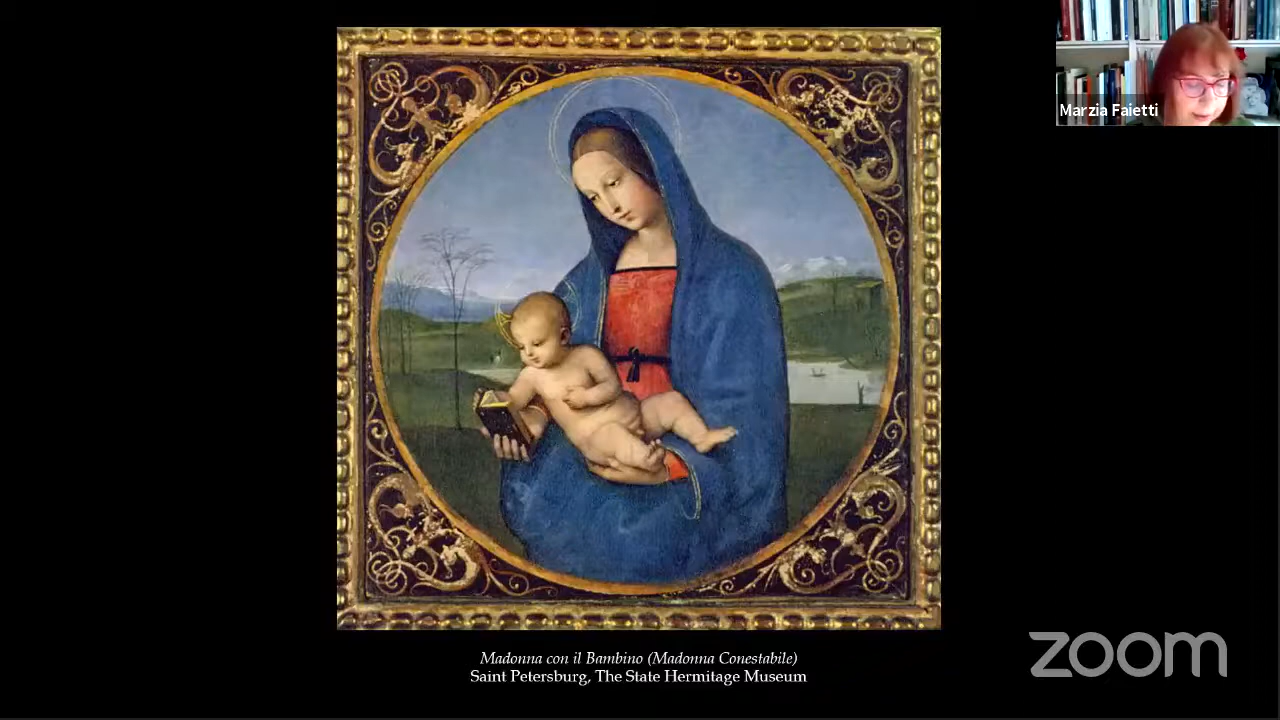 Marzia Faietti
Madonna con il Bambino (Madonna Conestabile)
Saint Petersburg, The State Hermitage Museum
zoom